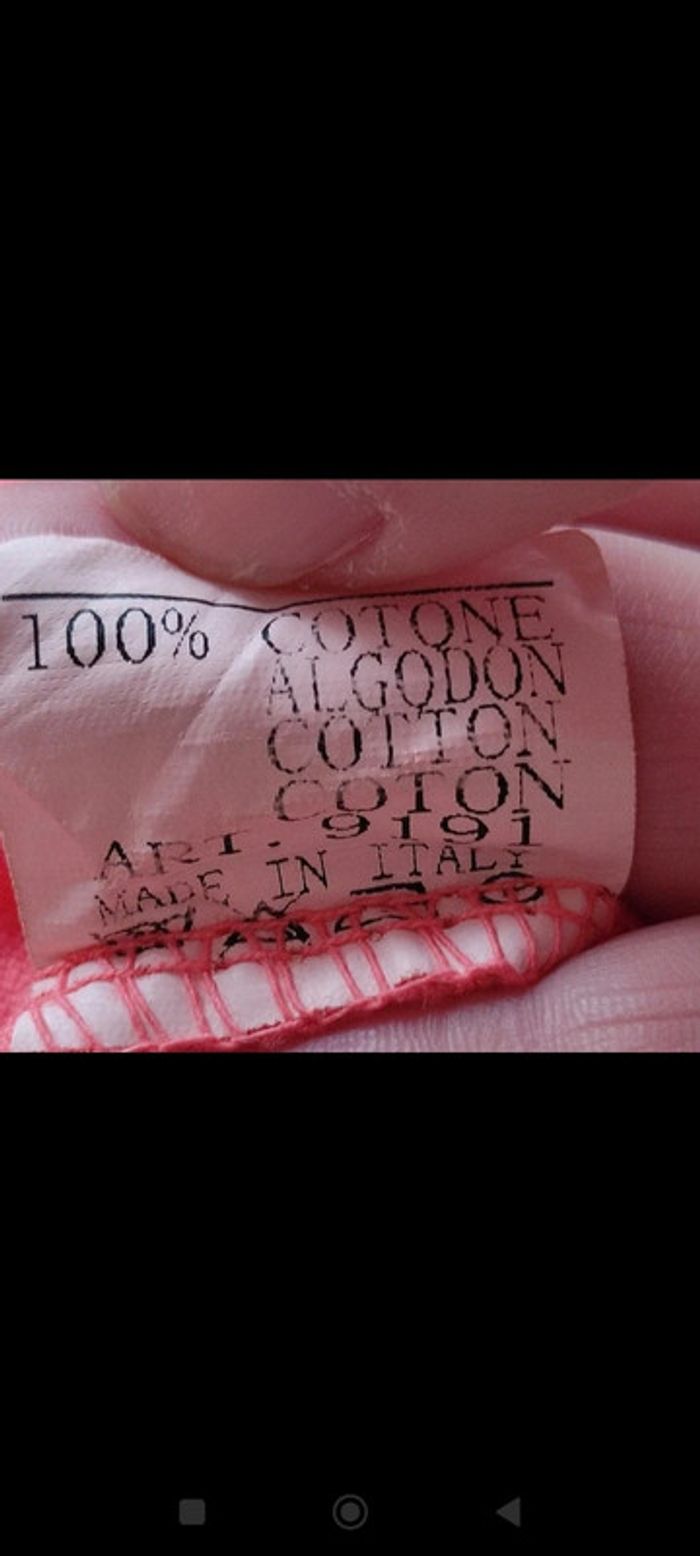 100% COTONE
ALGODON
COTTON
COTON
ART. 9191
MADE IN ITALY